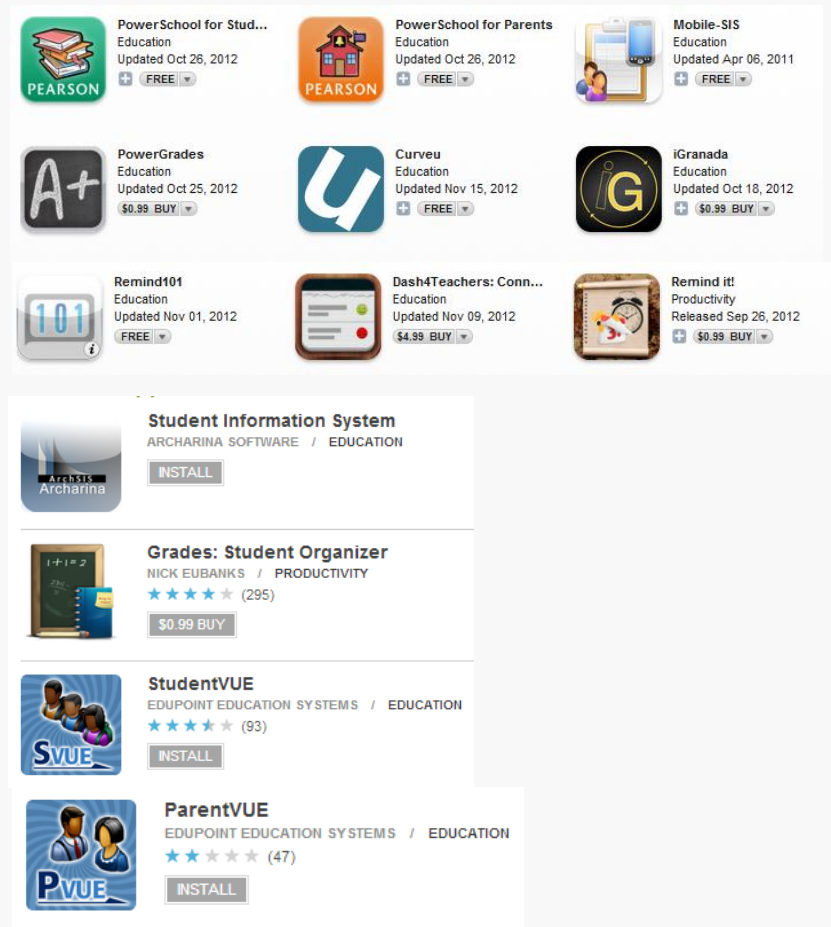 PowerSchool for Stud...
Education
Updated Oct 26, 2012
FREE
PEARSON
PowerSchool for Parents
Education
Updated Oct 26, 2012
FREE
PEARSON
Mobile-SIS
Education
Updated Apr 06, 2011
FREE
A+
PowerGrades
Education
Updated Oct 25, 2012
$0.99 BUY
u
Curveu
Education
Updated Nov 15, 2012
FREE
iG
iGranada
Education
Updated Oct 18, 2012
$0.99 BUY
101
i
Remind101
Education
Updated Nov 01, 2012
FREE
Dash4Teachers: Conn...
Education
Updated Nov 09, 2012
$4.99 BUY
Remind it!
Productivity
Released Sep 26, 2012
$0.99 BUY
ArchSIS
Archarina
Student Information System
ARCHARINA SOFTWARE / EDUCATION
INSTALL
1+1=2
Grades: Student Organizer
NICK EUBANKS / PRODUCTIVITY
(295)
$0.99 BUY
SVUE
StudentVUE
EDUPOINT EDUCATION SYSTEMS / EDUCATION
(93)
INSTALL
PVUE
ParentVUE
EDUPOINT EDUCATION SYSTEMS / EDUCATION
(47)
INSTALL